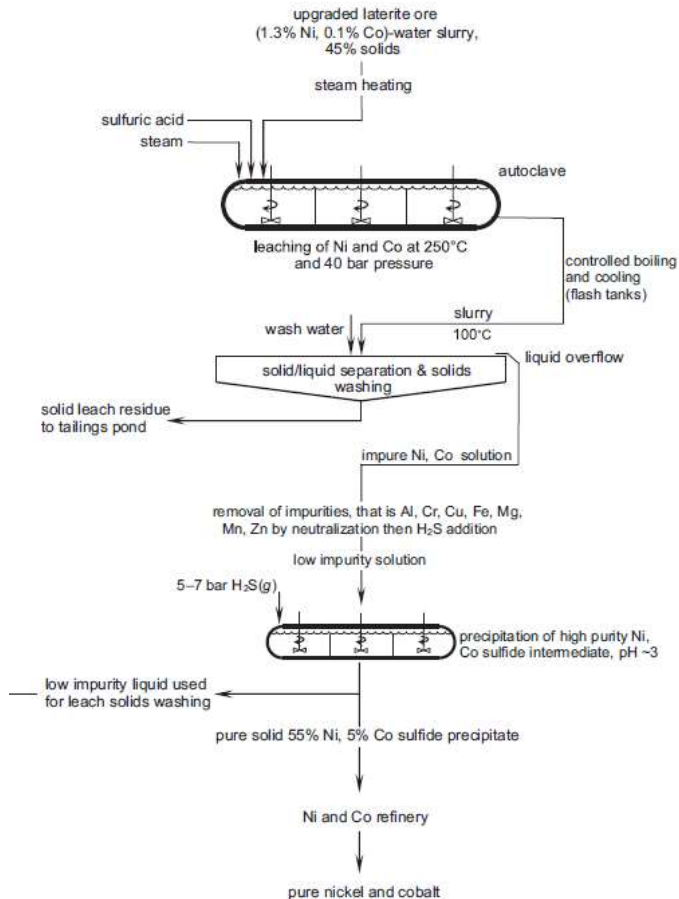 upgraded laterite ore
(1.3% Ni, 0.1% Co)-water slurry,
45% solids
steam heating
sulfuric acid
steam
autoclave
leaching of Ni and Co at 250°C
and 40 bar pressure
controlled boiling
and cooling
(flash tanks)
slurry
100°C
wash water
liquid overflow
solid/liquid separation & solids
washing
solid leach residue
to tailings pond
impure Ni, Co solution
removal of impurities, that is Al, Cr, Cu, Fe, Mg,
Mn, Zn by neutralization then H₂S addition
low impurity solution
5–7 bar H₂S(g)
precipitation of high purity Ni,
Co sulfide intermediate, pH ~3
low impurity liquid used
for leach solids washing
pure solid 55% Ni, 5% Co sulfide precipitate
Ni and Co refinery
pure nickel and cobalt